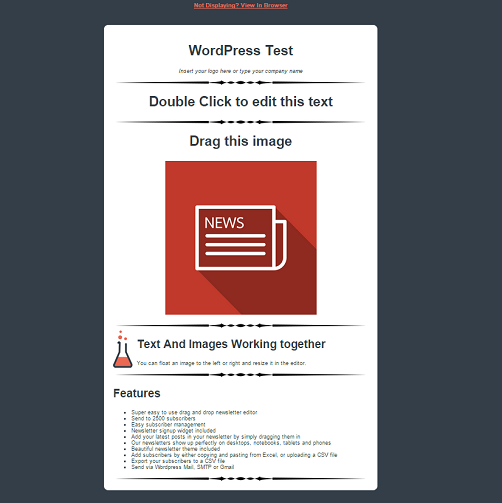 Not Displaying? View In Browser
WordPress Test
Insert your logo here or type your company name
Double Click to edit this text
Drag this image
NEWS
Text And Images Working together
You can float an image to the left or right and resize it in the editor.
Features
Super easy to use drag and drop newsletter editor
Send to 2500 subscribers
Easy subscriber management
Newsletter signup widget included
Add your latest posts in your newsletter by simply dragging them in
Our newsletters show up perfectly on desktops, notebooks, tablets and phones
Beautiful newsletter theme included
Add subscribers by either copying and pasting from Excel, or uploading a CSV file
Export your subscribers to a CSV file
Send via Wordpress Mail, SMTP or Gmail